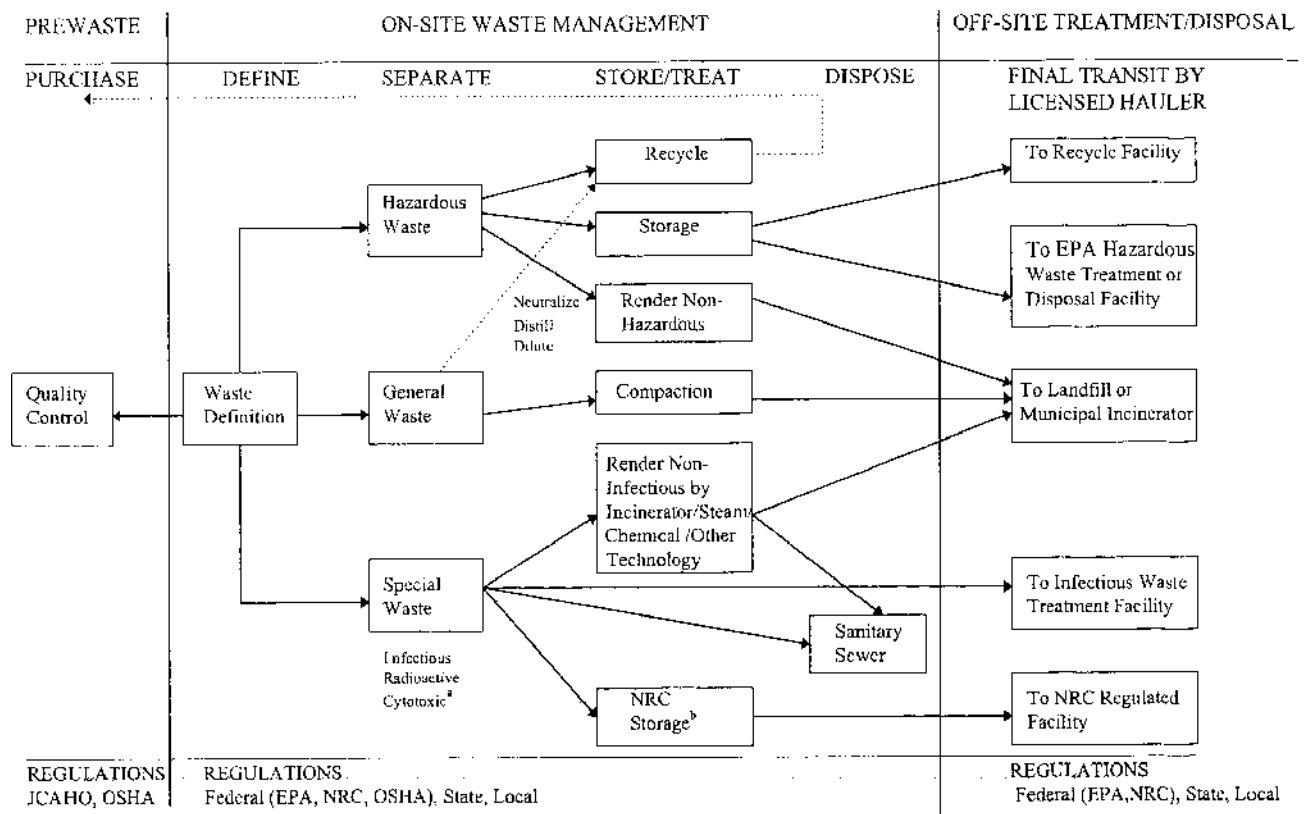 PREWASTE
ON-SITE WASTE MANAGEMENT
OFF-SITE TREATMENT/DISPOSAL
PURCHASE
DEFINE
SEPARATE
STORE/TREAT
DISPOSE
FINAL TRANSIT BY
LICENSED HAULER
Recycle
To Recycle Facility
Hazardous
Waste
Storage
To EPA Hazardous
Waste Treatment or
Disposal Facility
Neutralize
Distill
Dilute
Render Non-
Hazardous
Quality
Control
Waste
Definition
General
Waste
Compaction
To Landfill or
Municipal Incinerator
Render Non-
Infectious by
Incinerator/Steam/
Chemical /Other
Technology
Special
Waste
To Infectious Waste
Treatment Facility
Sanitary
Sewer
Infectious
Radioactive
Cytotoxicᵃ
NRC
Storageᵇ
To NRC Regulated
Facility
REGULATIONS
JCAHO, OSHA
REGULATIONS
Federal (EPA, NRC, OSHA), State, Local
REGULATIONS
Federal (EPA,NRC), State, Local